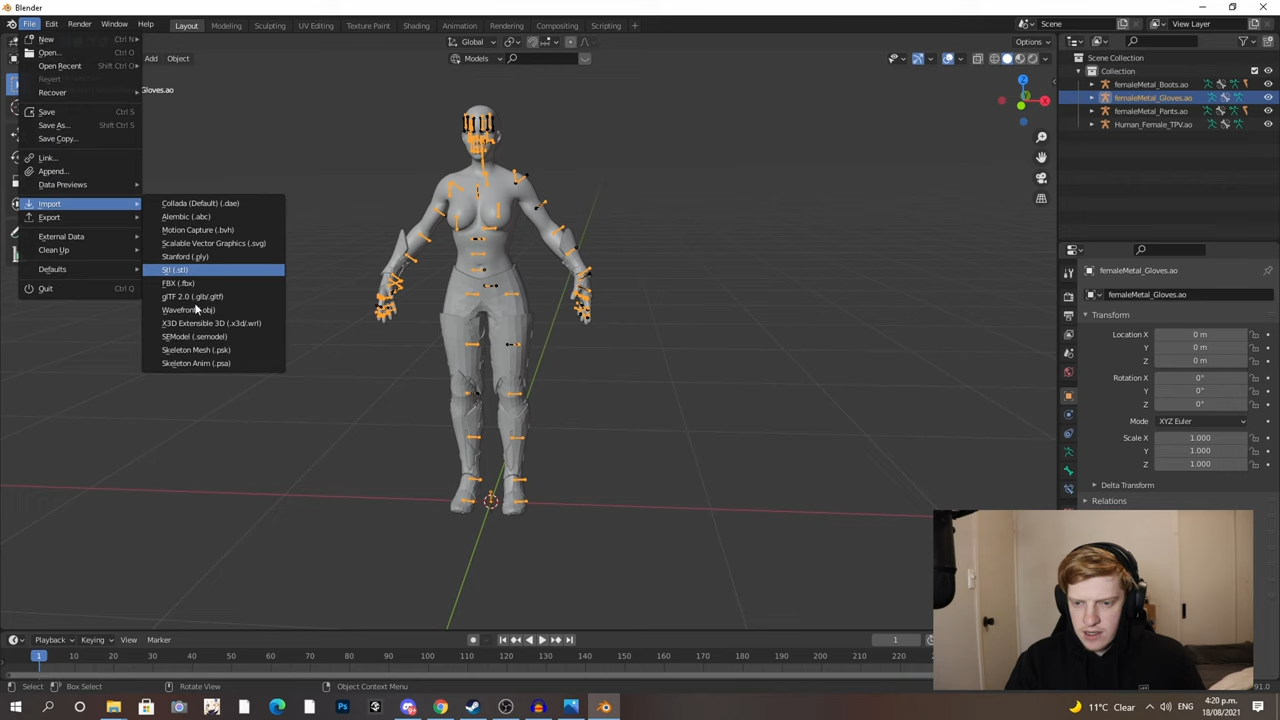 Blender
File Edit Render Window Help Layout Modeling Sculpting UV Editing Texture Paint Shading Animation Rendering Compositing Scripting + Scene View Layer
Global Options
Add Object Models
Gloves.ao
New Ctrl N
Open... Ctrl O
Open Recent Shift Ctrl O
Revert
Recover
Save Ctrl S
Save As... Shift Ctrl S
Save Copy...
Link...
Append...
Data Previews
Import
Export
External Data
Clean Up
Defaults
Quit Ctrl Q
Collada (Default) (.dae)
Alembic (.abc)
Motion Capture (.bvh)
Scalable Vector Graphics (.svg)
Stanford (.ply)
Stl (.stl)
FBX (.fbx)
glTF 2.0 (.glb/.gltf)
X3D Extensible 3D (.x3d/.wrl)
SEModel (.semodel)
Skeleton Mesh (.psk)
Skeleton Anim (.psa)
X
Scene Collection
Collection
femaleMetal_Boots.ao
femaleMetal_Gloves.ao
femaleMetal_Pants.ao
Human_Female_TPV.ao
femaleMetal_Gloves.ao
femaleMetal_Gloves.ao
Transform
Location X 0 m
Y 0 m
Z 0 m
Rotation X 0°
Y 0°
Z 0°
Mode XYZ Euler
Scale X 1.000
Y 1.000
Z 1.000
Delta Transform
Relations
Playback Keying View Marker 1
1 10 20 30 40 50 60 70 80 90 100 110 120 130 140 150 160 170 180 190 200 210 220
Select Box Select Rotate View Object Context Menu 91.0
11°C Clear ENG 4:20 p.m.
18/08/2021